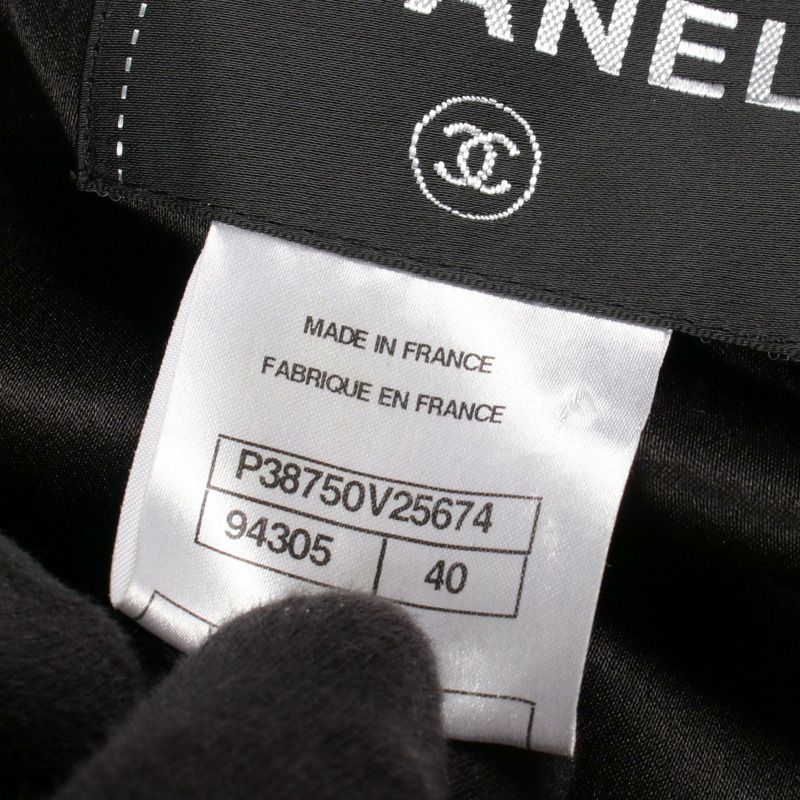 ANEL
MADE IN FRANCE
FABRIQUE EN FRANCE
P38750V25674
94305 40